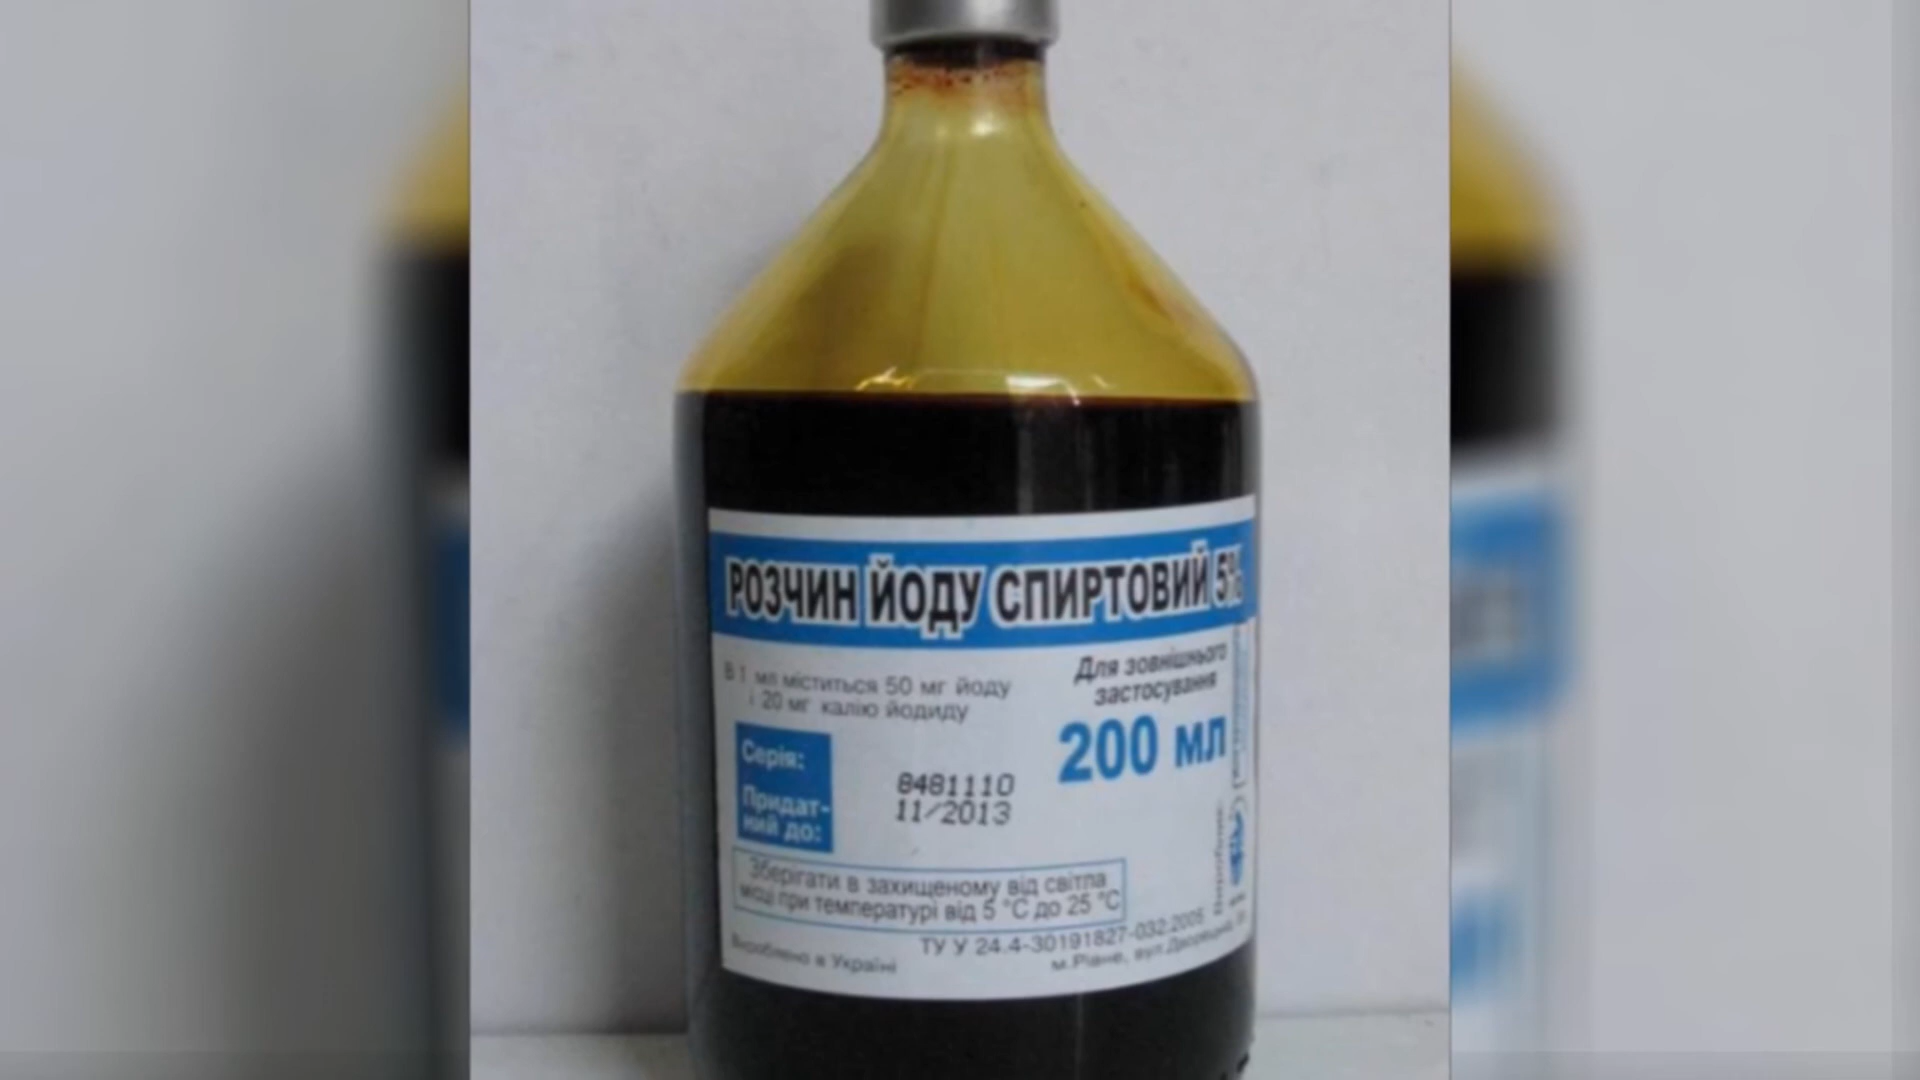 РОЗЧИН ЙОДУ СПИРТОВИЙ 5%
В 1 мл міститься 50 мг йоду
і 20 мг калію йодиду
Для зовнішнього
застосування
200 мл
Серія:
8481110
Придат-
ний до:
11/2013
Зберігати в захищеному від світла
місці при температурі від 5 °C до 25 °C
ТУ У 24.4-30191827-032:2005
Вироблено в Україні
м.Рівне, вул.
Виробник: